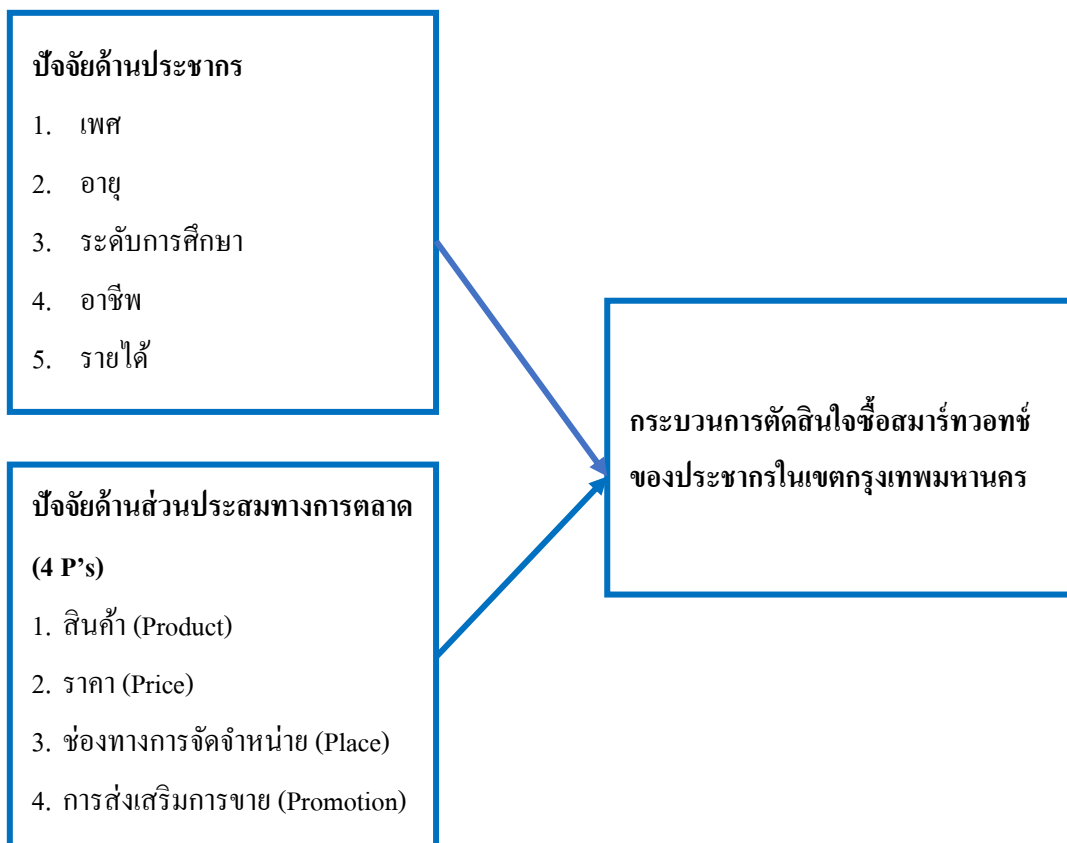 ปัจจัยด้านประชากร
1. เพศ
2. อายุ
3. ระดับการศึกษา
4. อาชีพ
5. รายได้
ปัจจัยด้านส่วนประสมทางการตลาด
(4 P’s)
1. สินค้า (Product)
2. ราคา (Price)
3. ช่องทางการจัดจำหน่าย (Place)
4. การส่งเสริมการขาย (Promotion)
กระบวนการตัดสินใจซื้อสมาร์ทวอทช์
ของประชากรในเขตกรุงเทพมหานคร